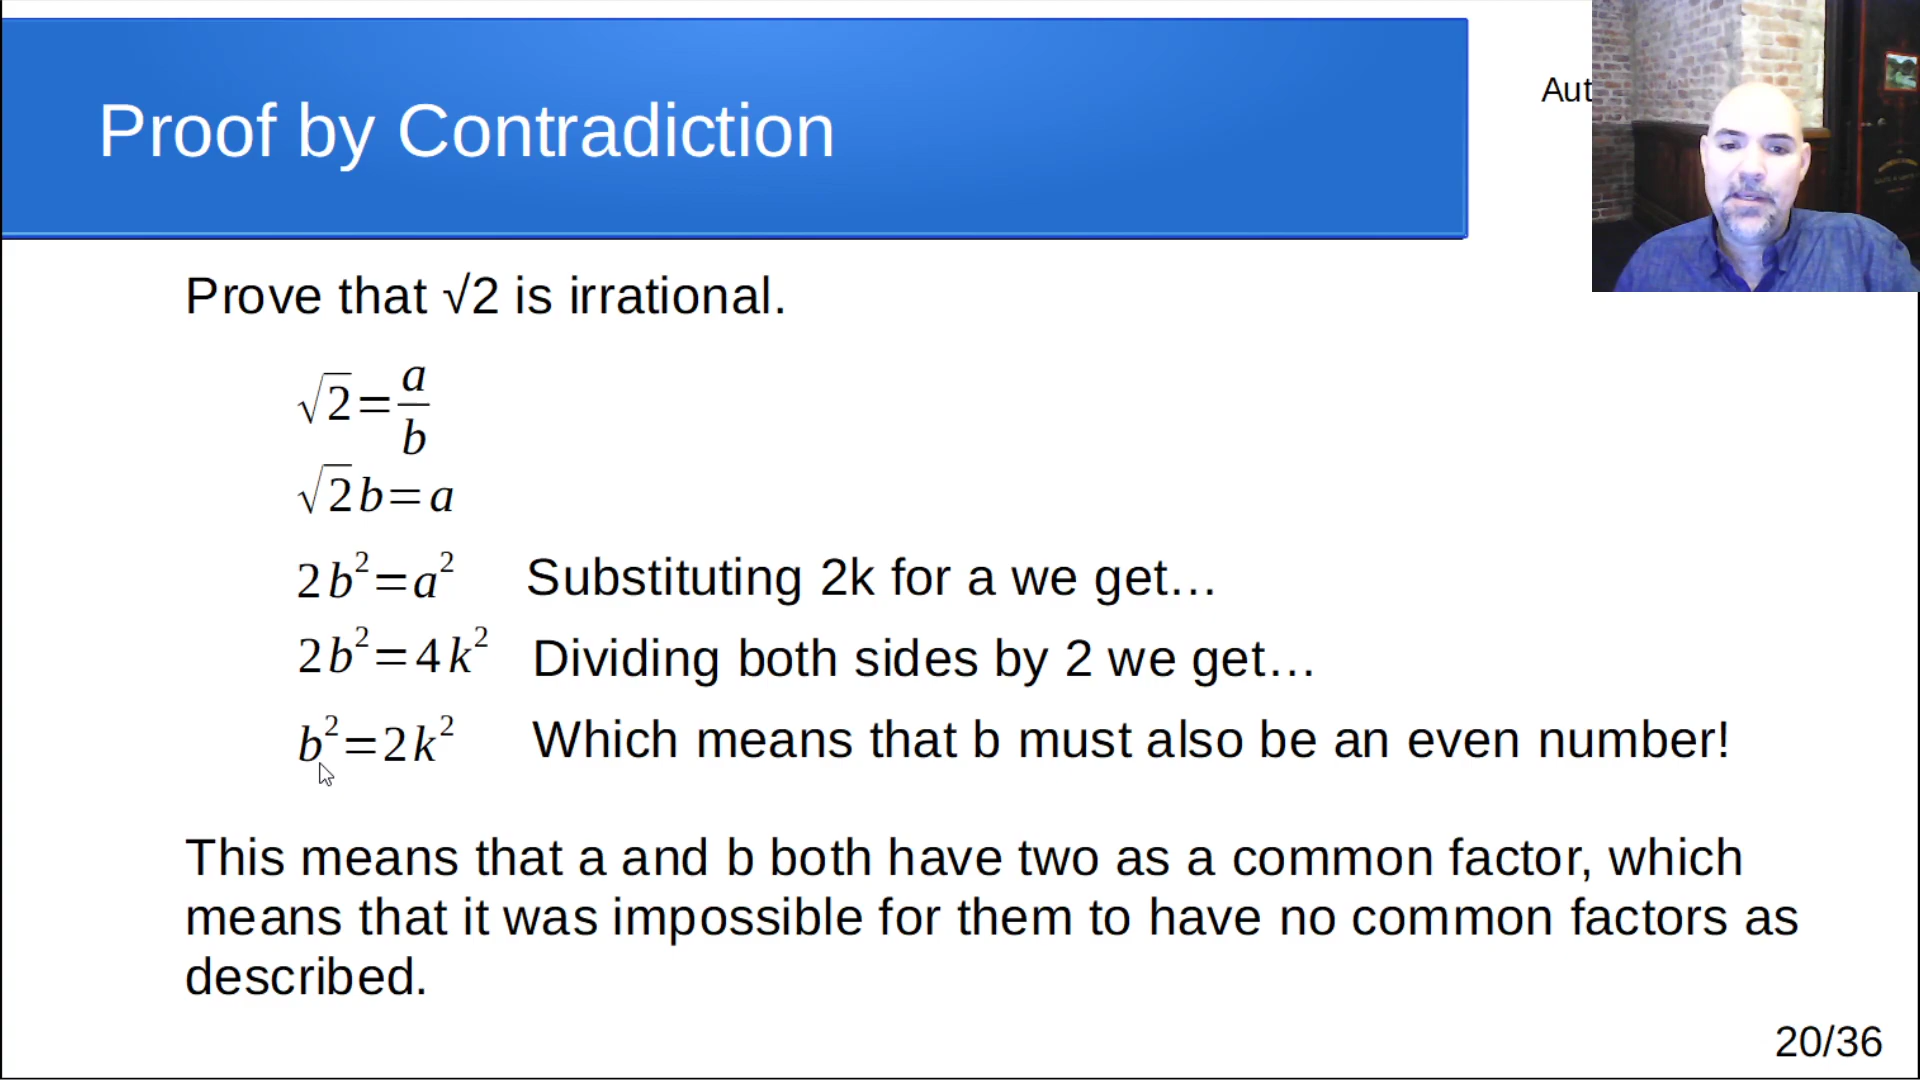 Proof by Contradiction
Prove that √2 is irrational.
√2=a/b
√2b=a
2b²=a² Substituting 2k for a we get…
2b²=4k² Dividing both sides by 2 we get…
b²=2k² Which means that b must also be an even number!
This means that a and b both have two as a common factor, which
means that it was impossible for them to have no common factors as
described.
20/36